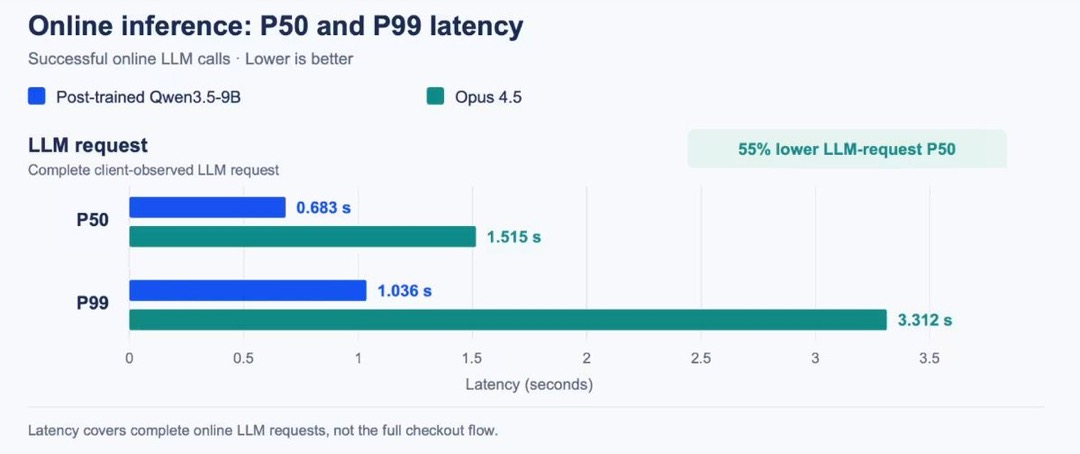 Online inference: P50 and P99 latency
Successful online LLM calls · Lower is better
Post-trained Qwen3.5-9B
Opus 4.5
LLM request
55% lower LLM-request P50
Complete client-observed LLM request
P50
0.683 s
1.515 s
P99
1.036 s
3.312 s
0 0.5 1 1.5 2 2.5 3 3.5
Latency (seconds)
Latency covers complete online LLM requests, not the full checkout flow.